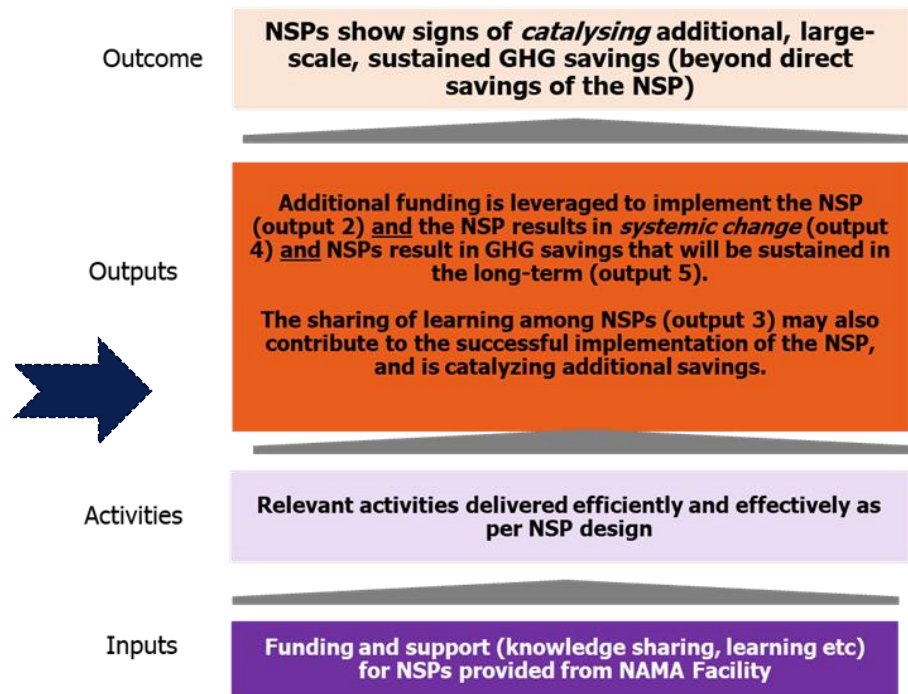 Outcome
NSPs show signs of catalysing additional, large-
scale, sustained GHG savings (beyond direct
savings of the NSP)
Outputs
Additional funding is leveraged to implement the NSP
(output 2) and the NSP results in systemic change (output
4) and NSPs result in GHG savings that will be sustained in
the long-term (output 5).
The sharing of learning among NSPs (output 3) may also
contribute to the successful implementation of the NSP,
and is catalyzing additional savings.
Activities
Relevant activities delivered efficiently and effectively as
per NSP design
Inputs
Funding and support (knowledge sharing, learning etc)
for NSPs provided from NAMA Facility